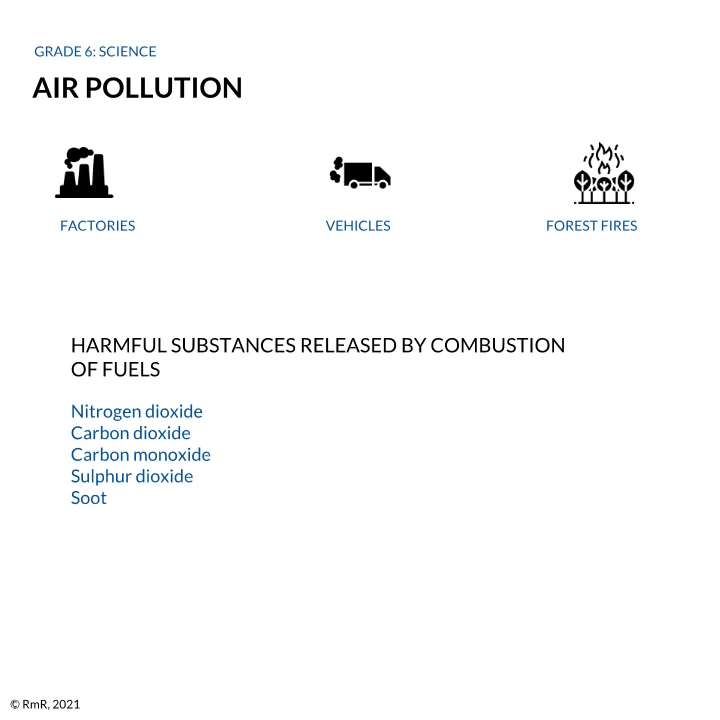 GRADE 6: SCIENCE
AIR POLLUTION
FACTORIES
VEHICLES
FOREST FIRES
HARMFUL SUBSTANCES RELEASED BY COMBUSTION
OF FUELS
Nitrogen dioxide
Carbon dioxide
Carbon monoxide
Sulphur dioxide
Soot
© RmR, 2021